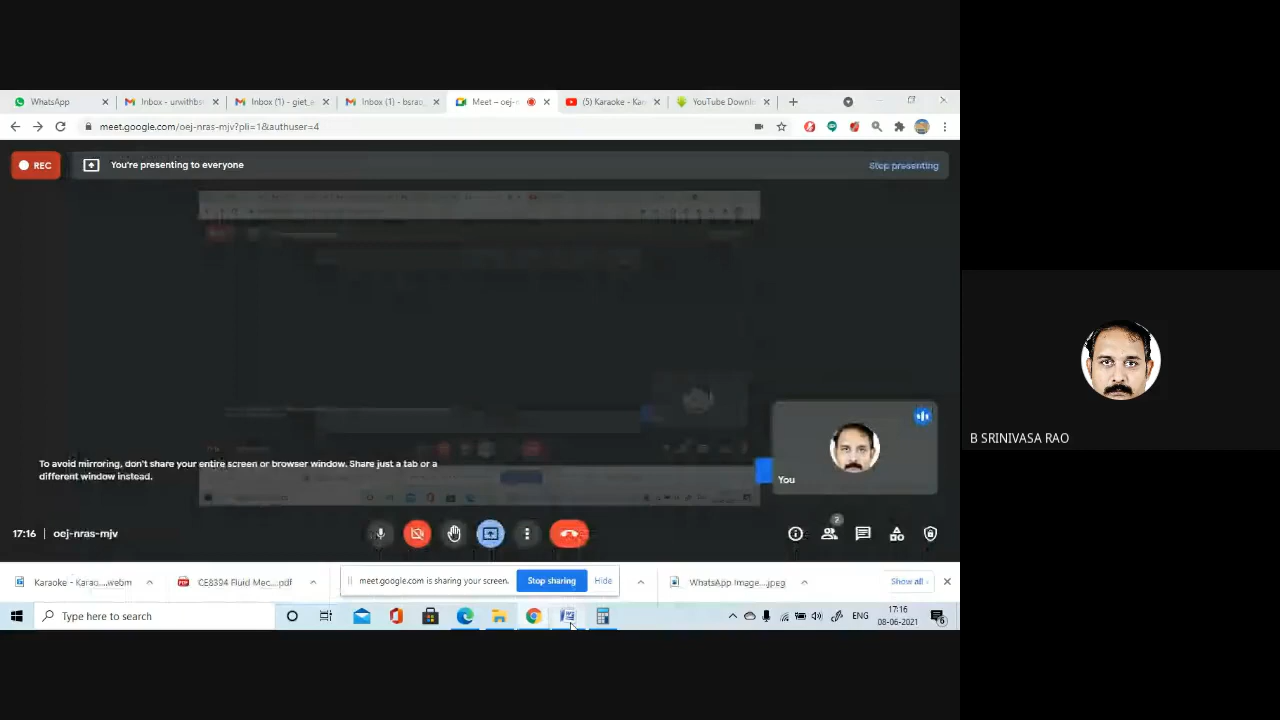 WhatsApp
Inbox - urwithbs
Inbox (1) - giet_e
Inbox (1) - bsrao_
Meet – oej-n
(5) Karaoke - Kar
YouTube Downl
meet.google.com/oej-nras-mjv?pli=1&authuser=4
REC
You're presenting to everyone
Stop presenting
To avoid mirroring, don't share your entire screen or browser window. Share just a tab or a
different window instead.
You
B SRINIVASA RAO
17:16 | oej-nras-mjv
2
Karaoke - Karao....webm
CE8394 Fluid Mec....pdf
meet.google.com is sharing your screen.
Stop sharing
Hide
WhatsApp Image....jpeg
Show all
Type here to search
ENG
17:16
08-06-2021
6